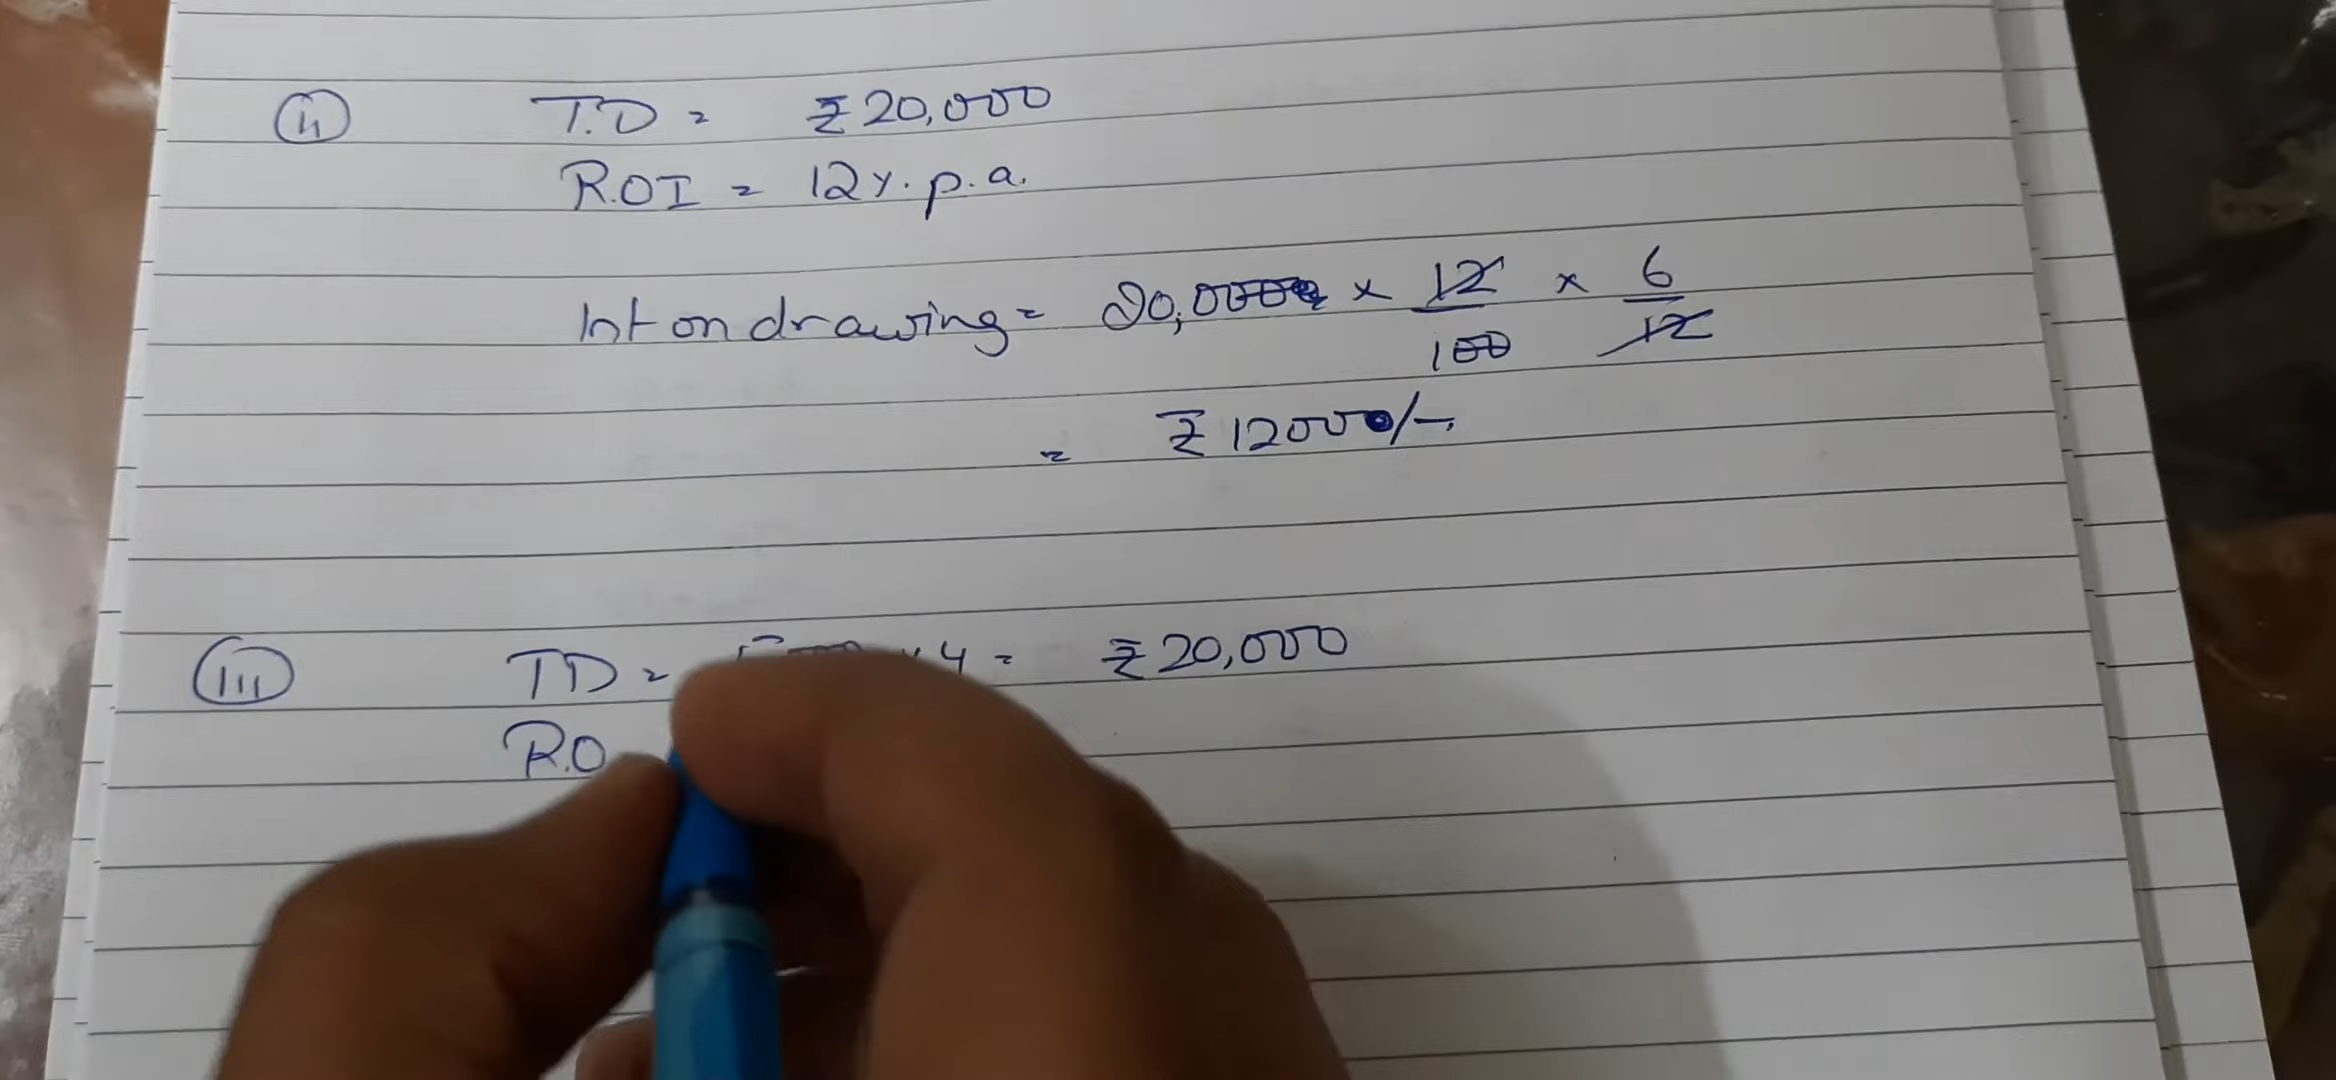 (ii) T.D = ₹20,000
R.O.I = 12%. p.a.
Int on drawing = 20,000 x 12/100 x 6/12
= ₹1200/-
(iii) TD = x 4 = ₹20,000
R.O